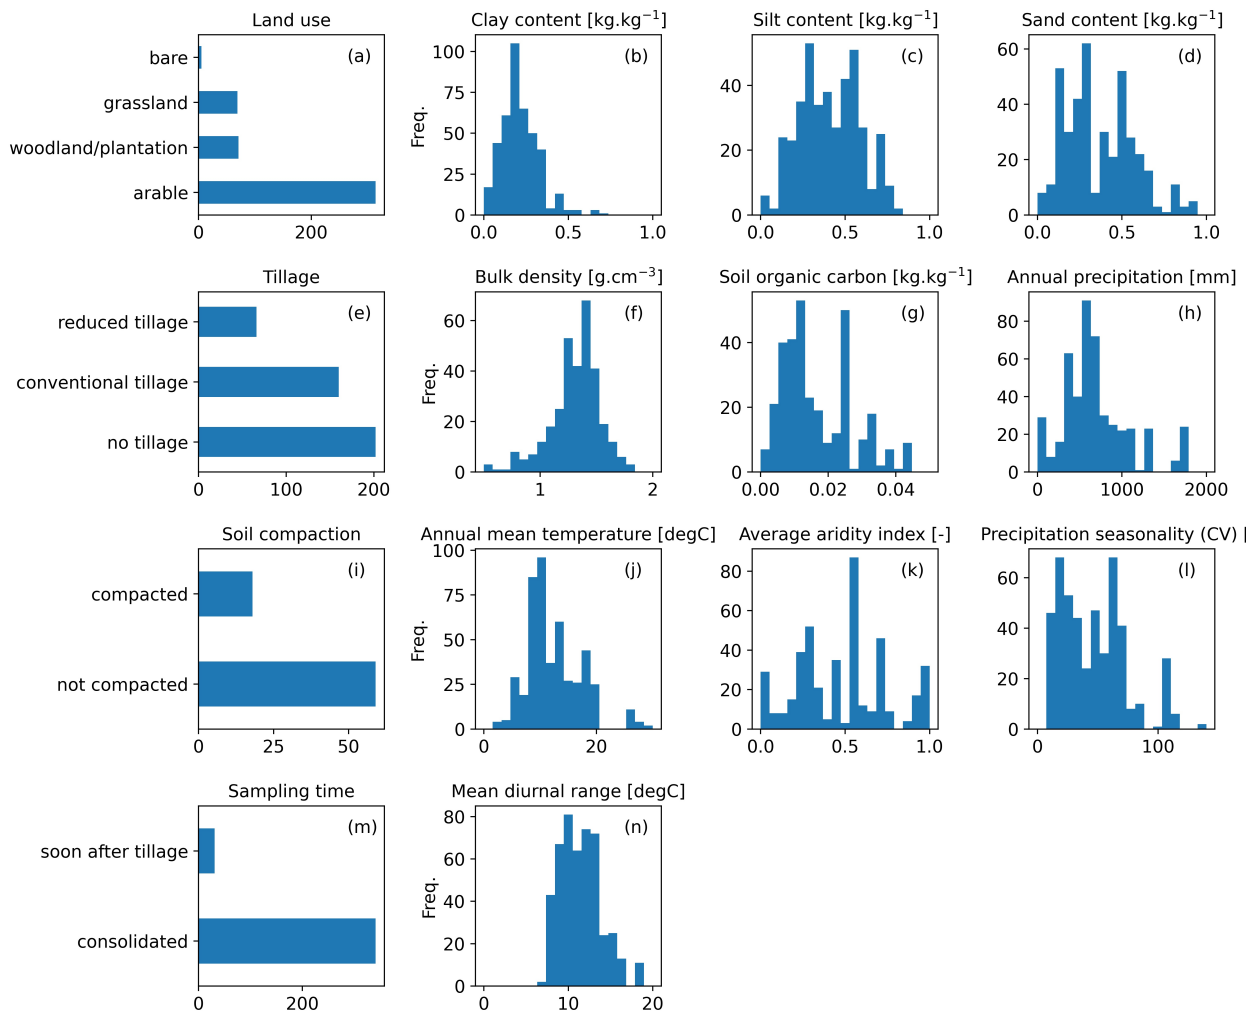 Land use
(a)
bare
grassland
woodland/plantation
arable
0 200
Clay content [kg.kg⁻¹]
(b)
Freq.
100
75
50
25
0
0.0 0.5 1.0
Silt content [kg.kg⁻¹]
(c)
40
20
0
0.0 0.5 1.0
Sand content [kg.kg⁻¹]
(d)
60
40
20
0
0.0 0.5 1.0
Tillage
(e)
reduced tillage
conventional tillage
no tillage
0 100 200
Bulk density [g.cm⁻³]
(f)
Freq.
60
40
20
0
1 2
Soil organic carbon [kg.kg⁻¹]
(g)
40
20
0
0.00 0.02 0.04
Annual precipitation [mm]
(h)
80
60
40
20
0
0 1000 2000
Soil compaction
(i)
compacted
not compacted
0 25 50
Annual mean temperature [degC]
(j)
Freq.
100
75
50
25
0
0 20
Average aridity index [-]
(k)
80
60
40
20
0
0.0 0.5 1.0
Precipitation seasonality (CV) [
(l)
60
40
20
0
0 100
Sampling time
(m)
soon after tillage
consolidated
0 200
Mean diurnal range [degC]
(n)
Freq.
80
60
40
20
0
0 10 20